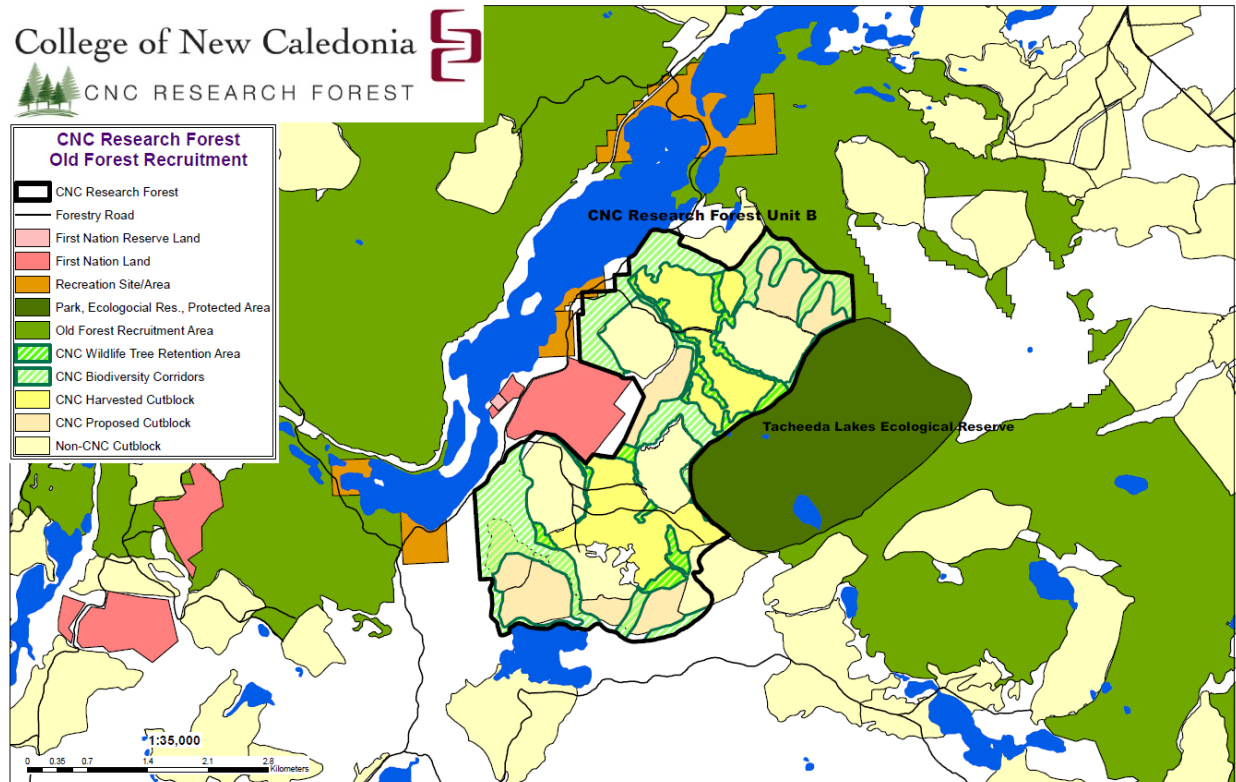 College of New Caledonia
CNC RESEARCH FOREST
CNC Research Forest
Old Forest Recruitment
CNC Research Forest
Forestry Road
First Nation Reserve Land
First Nation Land
Recreation Site/Area
Park, Ecologocial Res., Protected Area
Old Forest Recruitment Area
CNC Wildlife Tree Retention Area
CNC Biodiversity Corridors
CNC Harvested Cutblock
CNC Proposed Cutblock
Non-CNC Cutblock
CNC Research Forest Unit B
Tacheeda Lakes Ecological Reserve
1:35,000
0 0.35 0.7 1.4 2.1 2.8
Kilometers